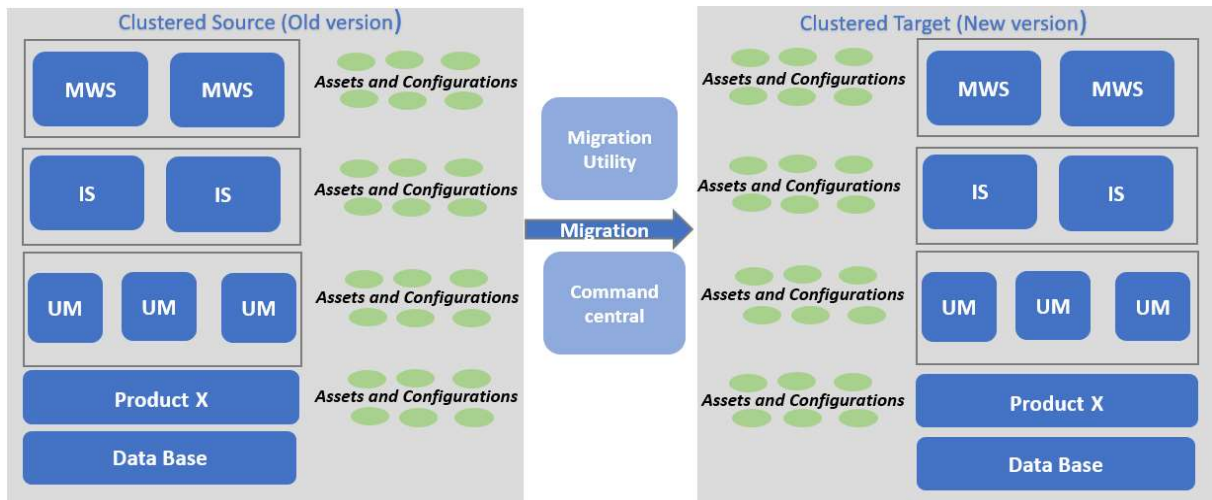 Clustered Source (Old version)
MWS
MWS
Assets and Configurations
IS
IS
Assets and Configurations
UM
UM
UM
Assets and Configurations
Product X
Assets and Configurations
Data Base
Migration
Utility
Migration
Command
central
Clustered Target (New version)
Assets and Configurations
MWS
MWS
Assets and Configurations
IS
IS
Assets and Configurations
UM
UM
UM
Assets and Configurations
Product X
Data Base